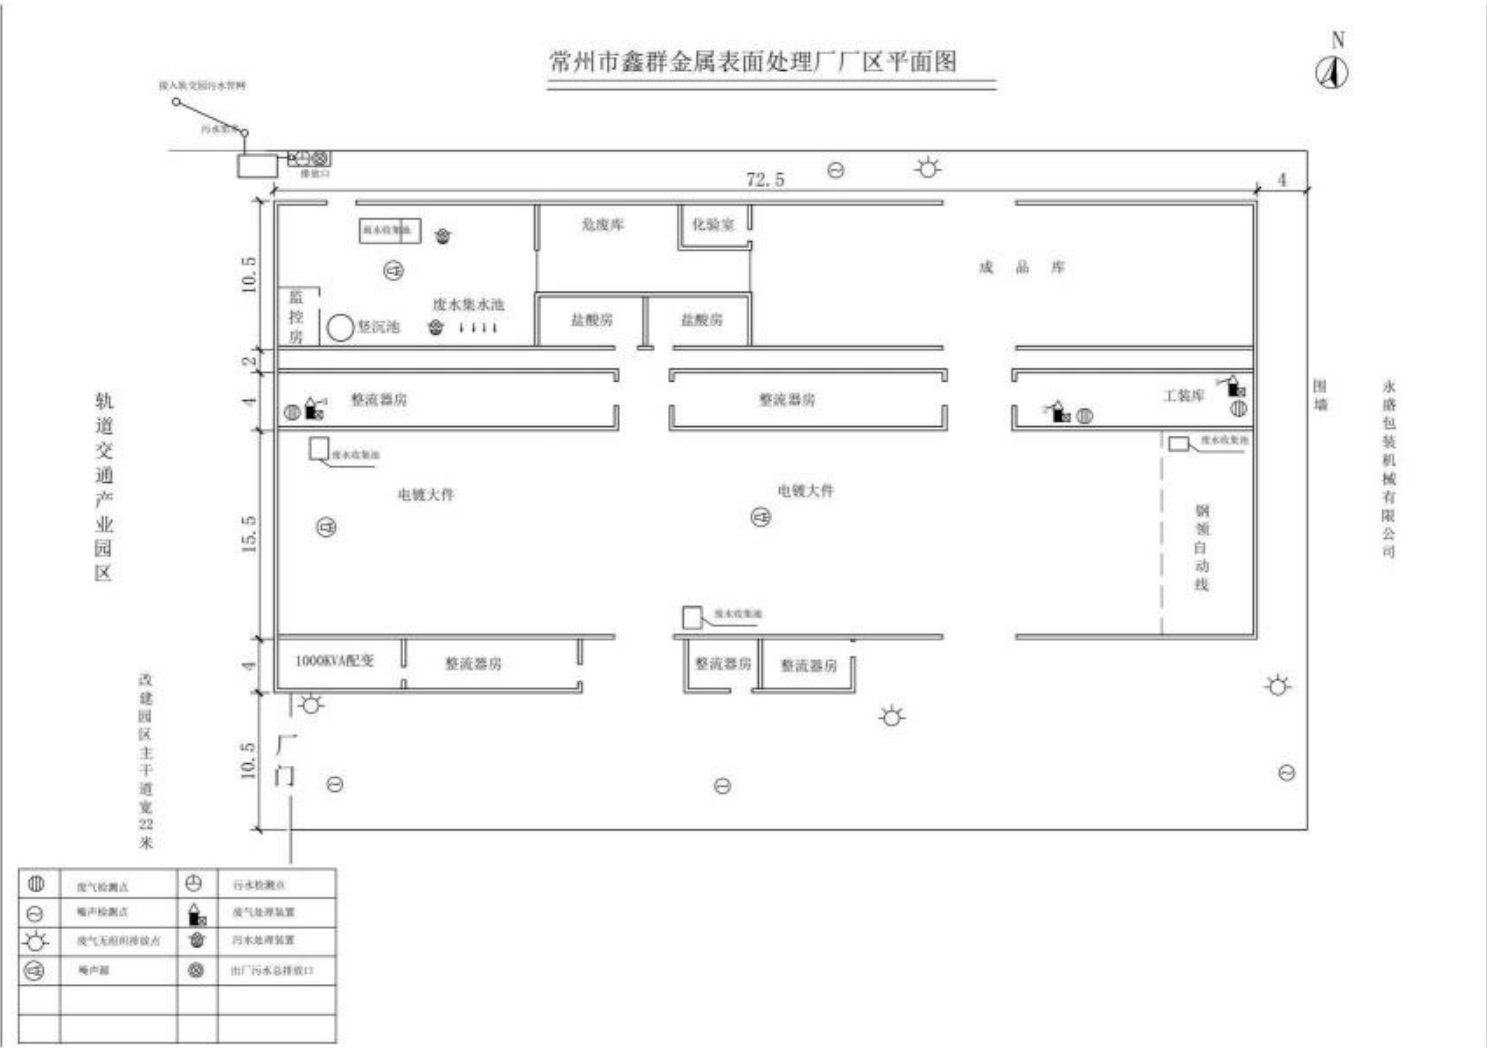 常州市鑫群金属表面处理厂厂区平面图
N
接入轨交园污水管网
排放口
72.5
4
雨水收集池
危废库
化验室
成品库
10.5
监控房
竖沉池
废水集水池
盐酸房
盐酸房
2
4
整流器房
整流器房
工装库
围墙
永盛包装机械有限公司
轨道交通产业园区
废水收集池
废水收集池
电镀大件
电镀大件
15.5
钢领自动线
废水收集池
4
1000KVA配变
整流器房
整流器房
整流器房
改建园区主干道宽22米
10.5
厂门
废气检测点
污水检测点
噪声检测点
废气处理装置
废气无组织排放点
污水处理装置
噪声源
出厂污水总排放口